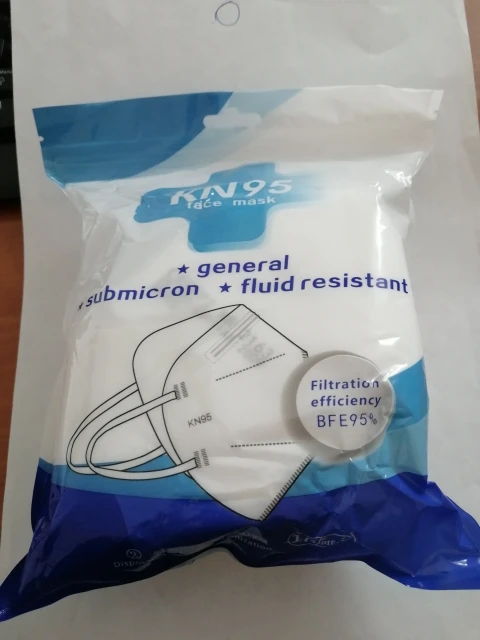 KN95
face mask
★ general
★ submicron ★ fluid resistant
Filtration
efficiency
BFE95%
KN95